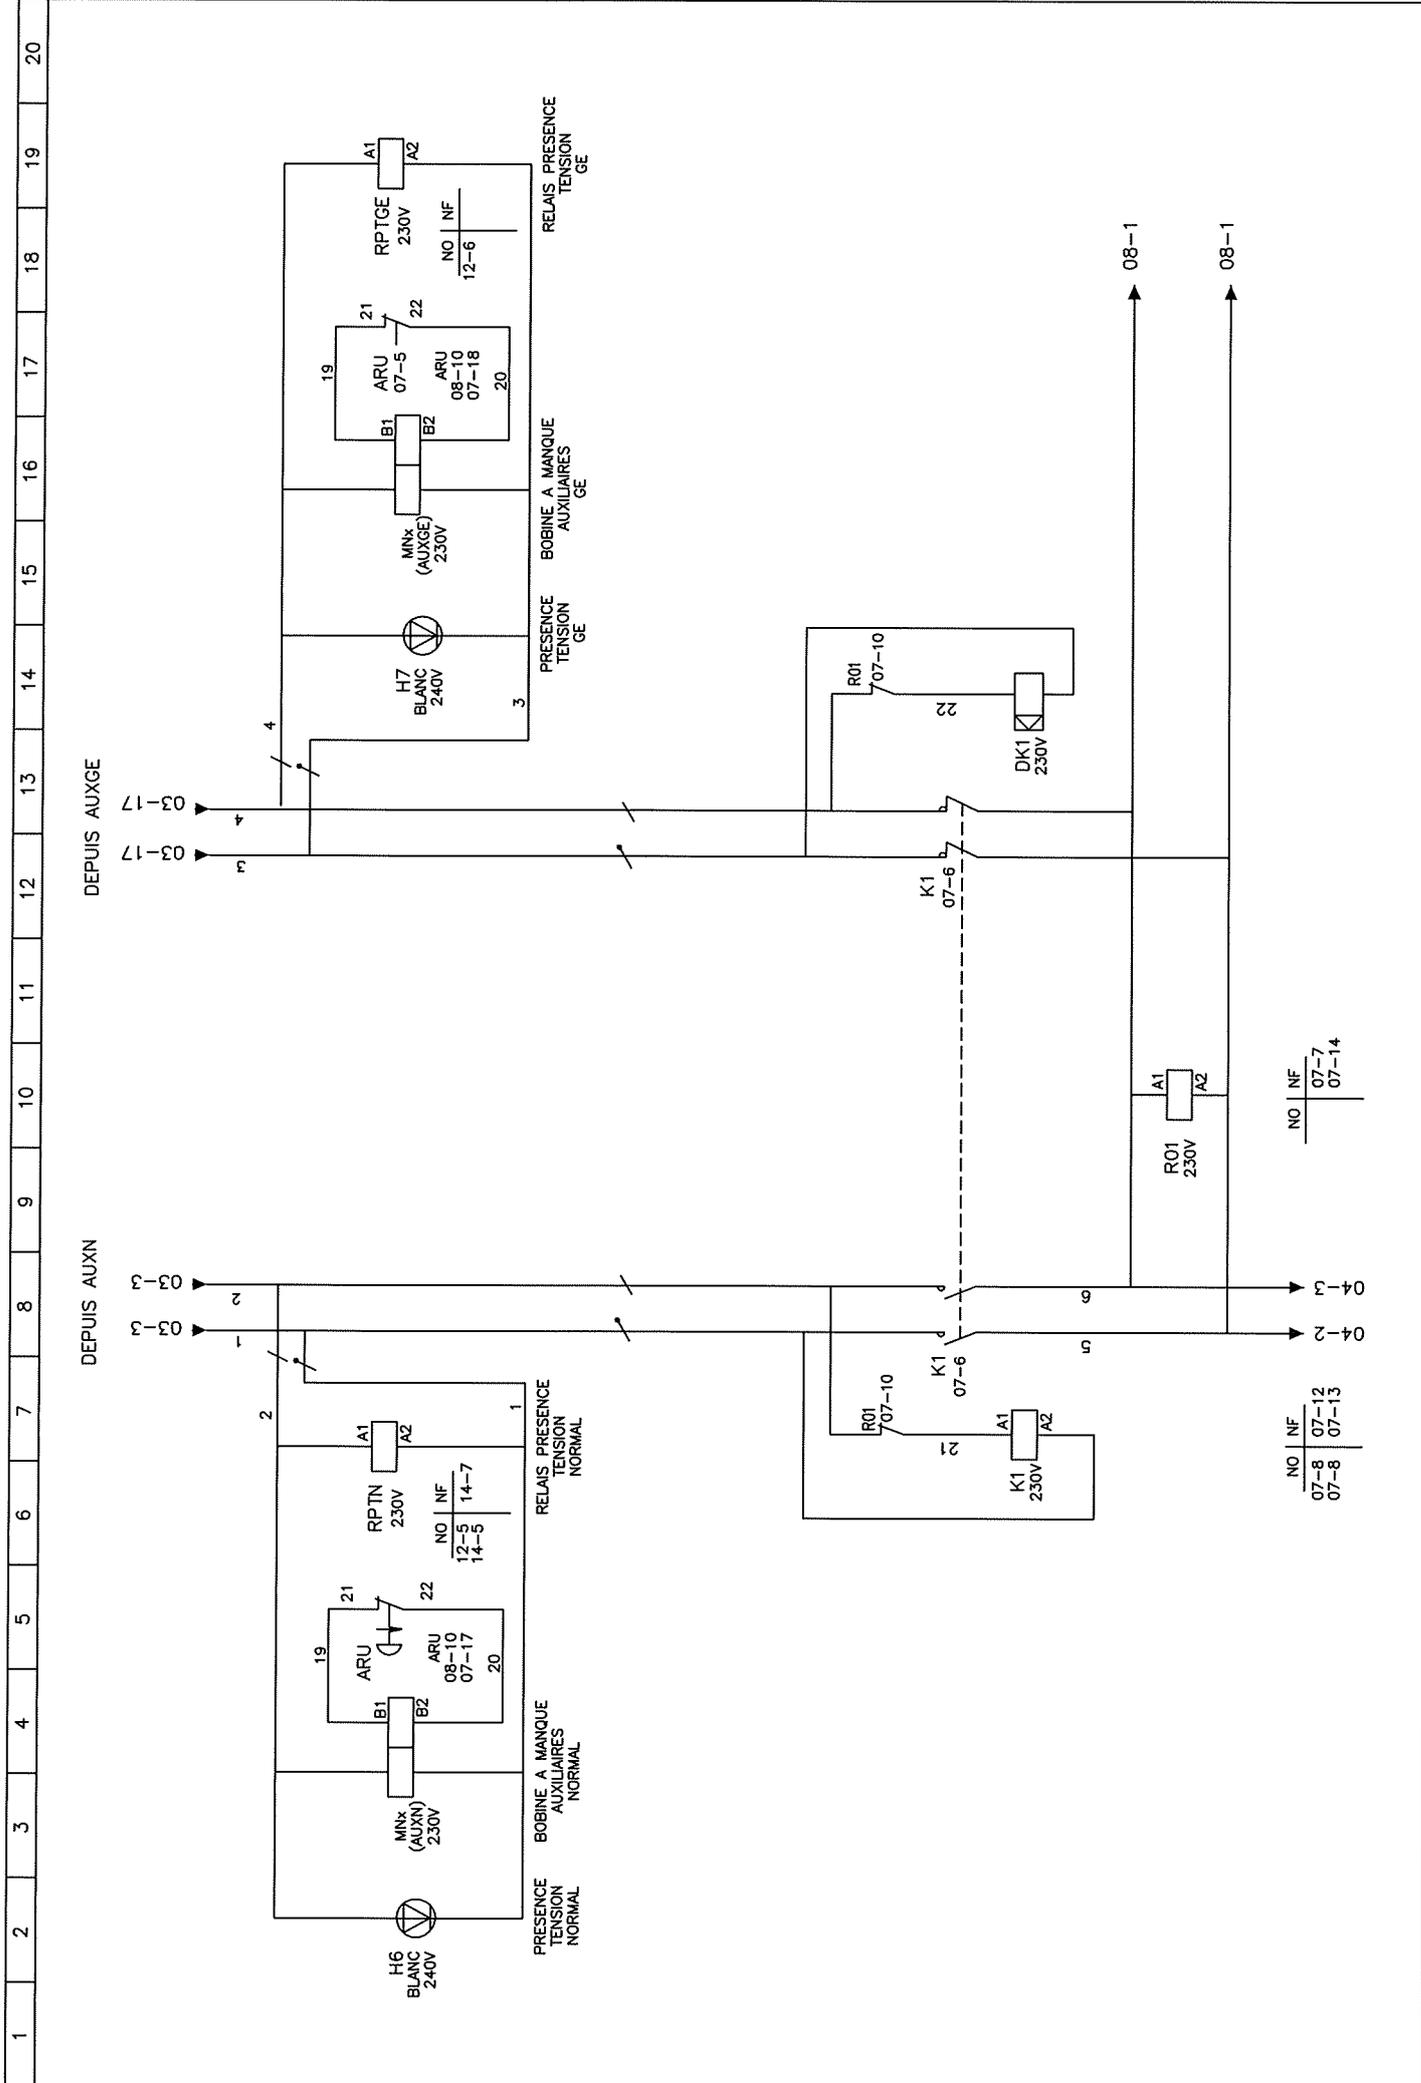 1
2
3
4
5
6
7
8
9
10
11
12
13
14
15
16
17
18
19
20
DEPUIS AUXN
DEPUIS AUXGE
03-3
03-3
03-17
03-17
1
2
3
4
2
1
4
3
H6
BLANC
240V
PRESENCE
TENSION
NORMAL
MNx
(AUXN)
230V
B1
B2
BOBINE A MANQUE
AUXILIAIRES
NORMAL
19
21
ARU
22
ARU
08-10
07-17
20
RPTN
230V
A1
A2
NO
NF
12-5
14-5
14-7
RELAIS PRESENCE
TENSION
NORMAL
H7
BLANC
240V
PRESENCE
TENSION
GE
MNx
(AUXGE)
230V
B1
B2
BOBINE A MANQUE
AUXILIAIRES
GE
19
21
ARU
07-5
22
ARU
08-10
07-18
20
RPTGE
230V
A1
A2
NO
NF
12-6
RELAIS PRESENCE
TENSION
GE
R01
07-10
21
K1
230V
A1
A2
K1
07-6
5
6
K1
07-6
R01
07-10
22
DK1
230V
R01
230V
A1
A2
08-1
08-1
04-2
04-3
NO
NF
07-8
07-12
07-8
07-13
NO
NF
07-7
07-14